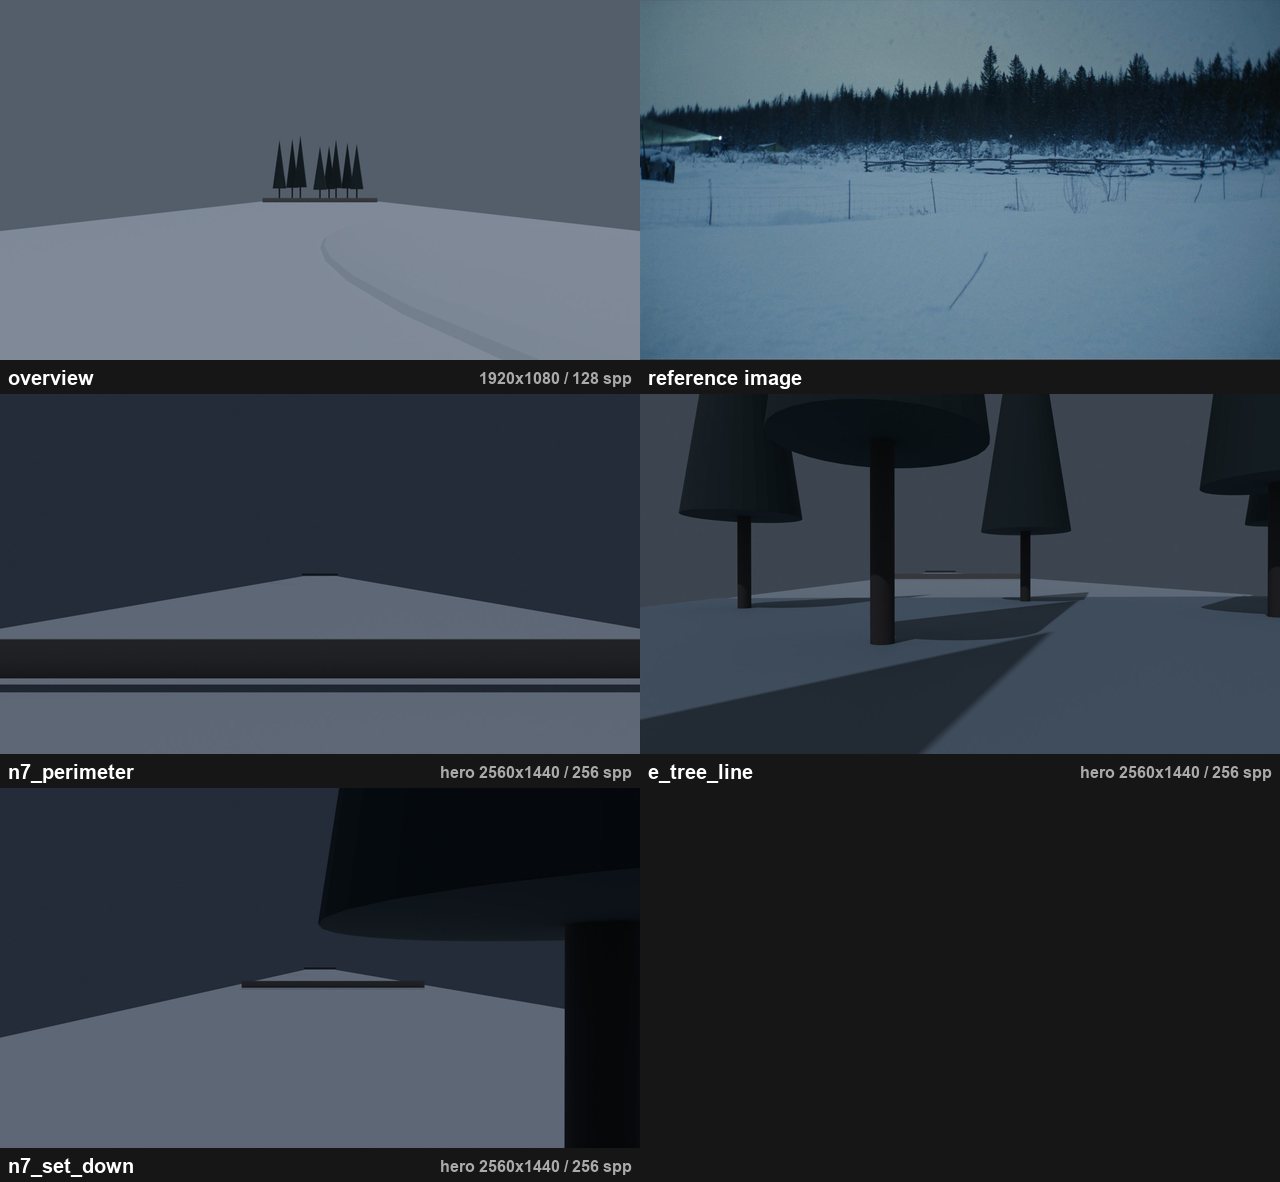 overview 1920x1080 / 128 spp
reference image
n7_perimeter hero 2560x1440 / 256 spp
e_tree_line hero 2560x1440 / 256 spp
n7_set_down hero 2560x1440 / 256 spp